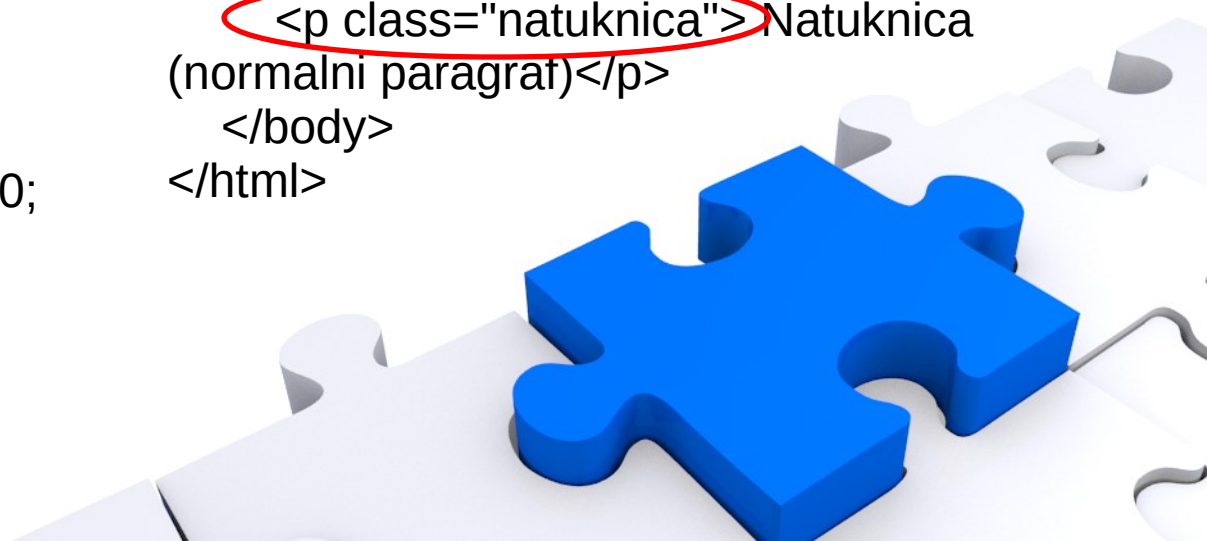 <p class="natuknica"> Natuknica
(normalni paragraf)</p>
</body>
</html>
0;